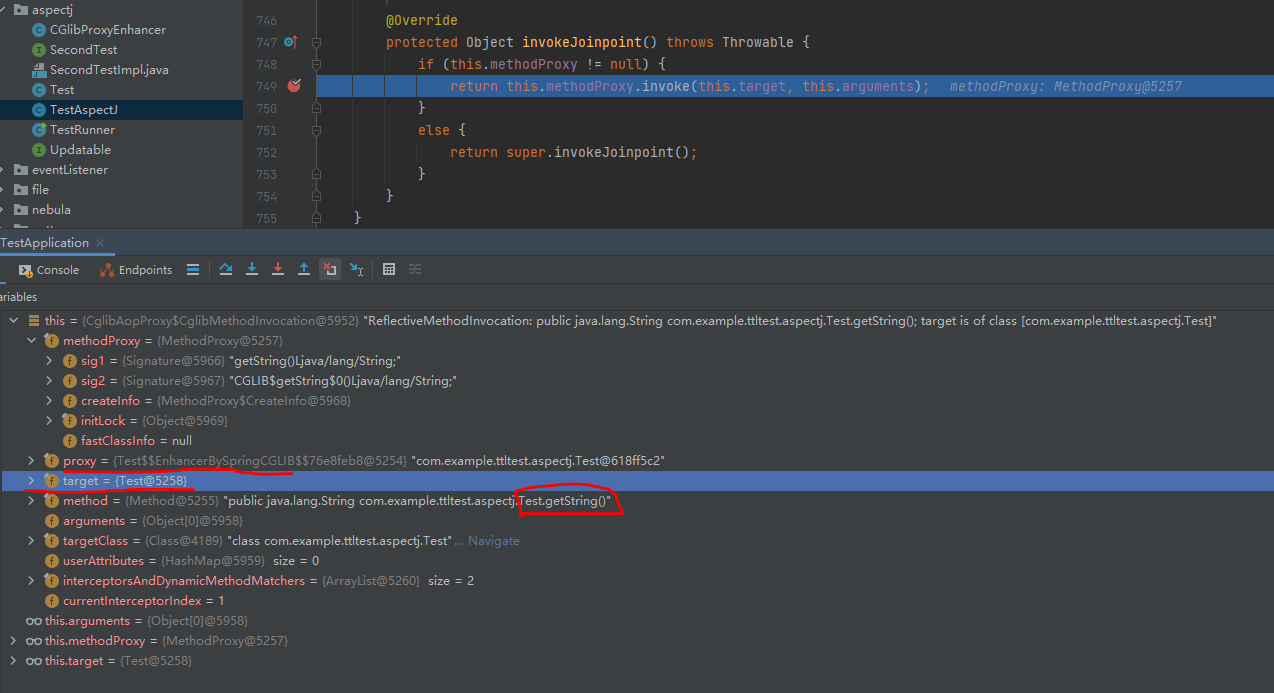 aspectj
CGlibProxyEnhancer
SecondTest
SecondTestImpl.java
Test
TestAspectJ
TestRunner
Updatable
eventListener
file
nebula
746 @Override
747 protected Object invokeJoinpoint() throws Throwable {
748 if (this.methodProxy != null) {
749 return this.methodProxy.invoke(this.target, this.arguments); methodProxy: MethodProxy@5257
750 }
751 else {
752 return super.invokeJoinpoint();
753 }
754 }
755 }
TestApplication
Console Endpoints
ariables
this = {CglibAopProxy$CglibMethodInvocation@5952} "ReflectiveMethodInvocation: public java.lang.String com.example.ttltest.aspectj.Test.getString(); target is of class [com.example.ttltest.aspectj.Test]"
methodProxy = {MethodProxy@5257}
sig1 = {Signature@5966} "getString()Ljava/lang/String;"
sig2 = {Signature@5967} "CGLIB$getString$0()Ljava/lang/String;"
createInfo = {MethodProxy$CreateInfo@5968}
initLock = {Object@5969}
fastClassInfo = null
proxy = {Test$$EnhancerBySpringCGLIB$$76e8feb8@5254} "com.example.ttltest.aspectj.Test@618ff5c2"
target = {Test@5258}
method = {Method@5255} "public java.lang.String com.example.ttltest.aspectj.Test.getString()"
arguments = {Object[0]@5958}
targetClass = {Class@4189} "class com.example.ttltest.aspectj.Test" ... Navigate
userAttributes = {HashMap@5959} size = 0
interceptorsAndDynamicMethodMatchers = {ArrayList@5260} size = 2
currentInterceptorIndex = 1
this.arguments = {Object[0]@5958}
this.methodProxy = {MethodProxy@5257}
this.target = {Test@5258}